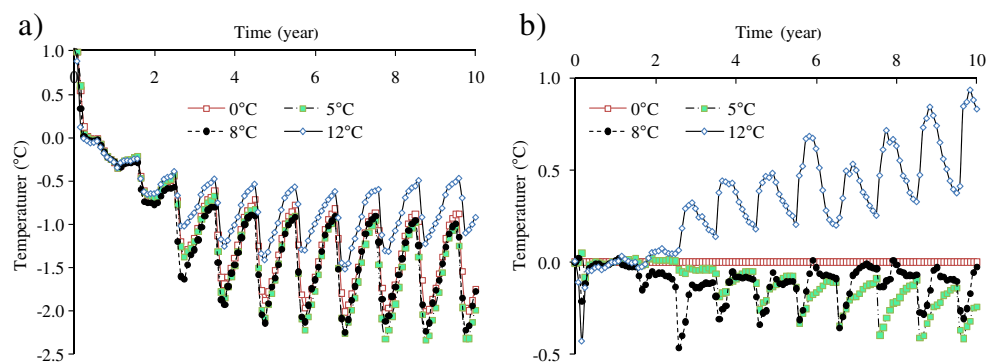 a)
Time (year)
1.0
0.5
0.0
-0.5
-1.0
-1.5
-2.0
-2.5
Temperaturer (°C)
0 2 4 6 8 10
0°C 5°C
8°C 12°C
b)
Time (year)
0 2 4 6 8 10
1.0
0.5
0.0
-0.5
Temperaturer (°C)
0°C 5°C
8°C 12°C